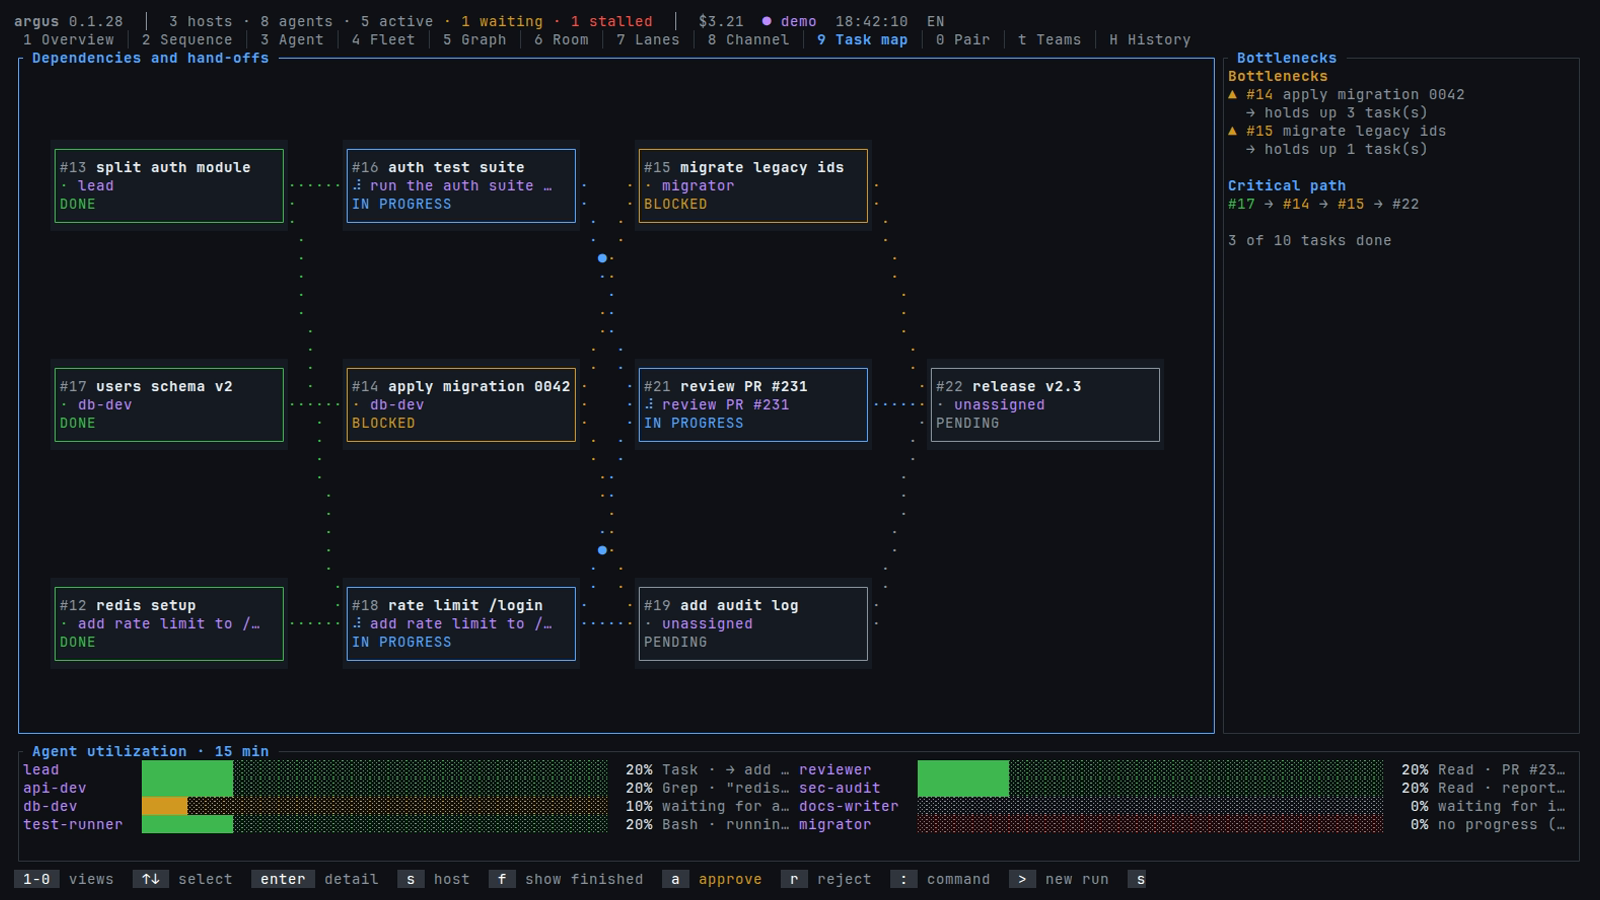 argus 0.1.28 │ 3 hosts · 8 agents · 5 active · 1 waiting · 1 stalled │ $3.21 ● demo 18:42:10 EN
1 Overview │ 2 Sequence │ 3 Agent │ 4 Fleet │ 5 Graph │ 6 Room │ 7 Lanes │ 8 Channel │ 9 Task map │ 0 Pair │ t Teams │ H History
Dependencies and hand-offs
#13 split auth module
· lead
DONE
#16 auth test suite
run the auth suite …
IN PROGRESS
#15 migrate legacy ids
· migrator
BLOCKED
#17 users schema v2
· db-dev
DONE
#14 apply migration 0042
· db-dev
BLOCKED
#21 review PR #231
review PR #231
IN PROGRESS
#22 release v2.3
· unassigned
PENDING
#12 redis setup
· add rate limit to /…
DONE
#18 rate limit /login
add rate limit to /…
IN PROGRESS
#19 add audit log
· unassigned
PENDING
Bottlenecks
Bottlenecks
▲ #14 apply migration 0042
→ holds up 3 task(s)
▲ #15 migrate legacy ids
→ holds up 1 task(s)
Critical path
#17 → #14 → #15 → #22
3 of 10 tasks done
Agent utilization · 15 min
lead 20% Task · → add … reviewer 20% Read · PR #23…
api-dev 20% Grep · "redis… sec-audit 20% Read · report…
db-dev 10% waiting for a… docs-writer 0% waiting for i…
test-runner 20% Bash · runnin… migrator 0% no progress (…
1-0 views ↑↓ select enter detail s host f show finished a approve r reject : command > new run s